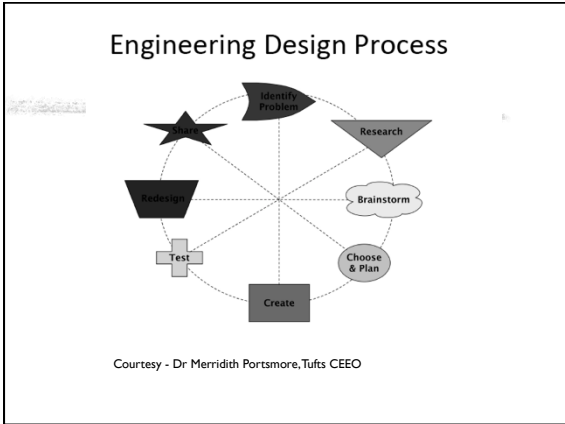 Engineering Design Process
Identify
Problem
Research
Brainstorm
Choose
& Plan
Create
Test
Redesign
Share
Courtesy - Dr Merridith Portsmore, Tufts CEEO